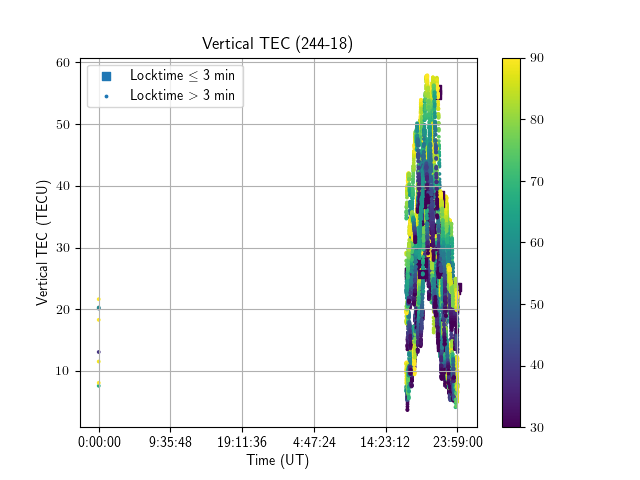 Vertical TEC (244-18)
Locktime ≤ 3 min
Locktime > 3 min
Vertical TEC (TECU)
60
50
40
30
20
10
0:00:00 9:35:48 19:11:36 4:47:24 14:23:12 23:59:00
Time (UT)
90
80
70
60
50
40
30